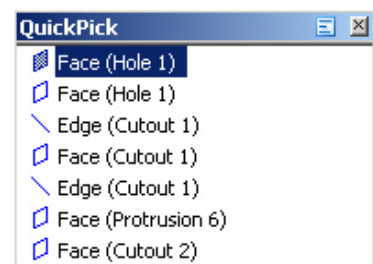 QuickPick
Face (Hole 1)
Face (Hole 1)
Edge (Cutout 1)
Face (Cutout 1)
Edge (Cutout 1)
Face (Protrusion 6)
Face (Cutout 2)